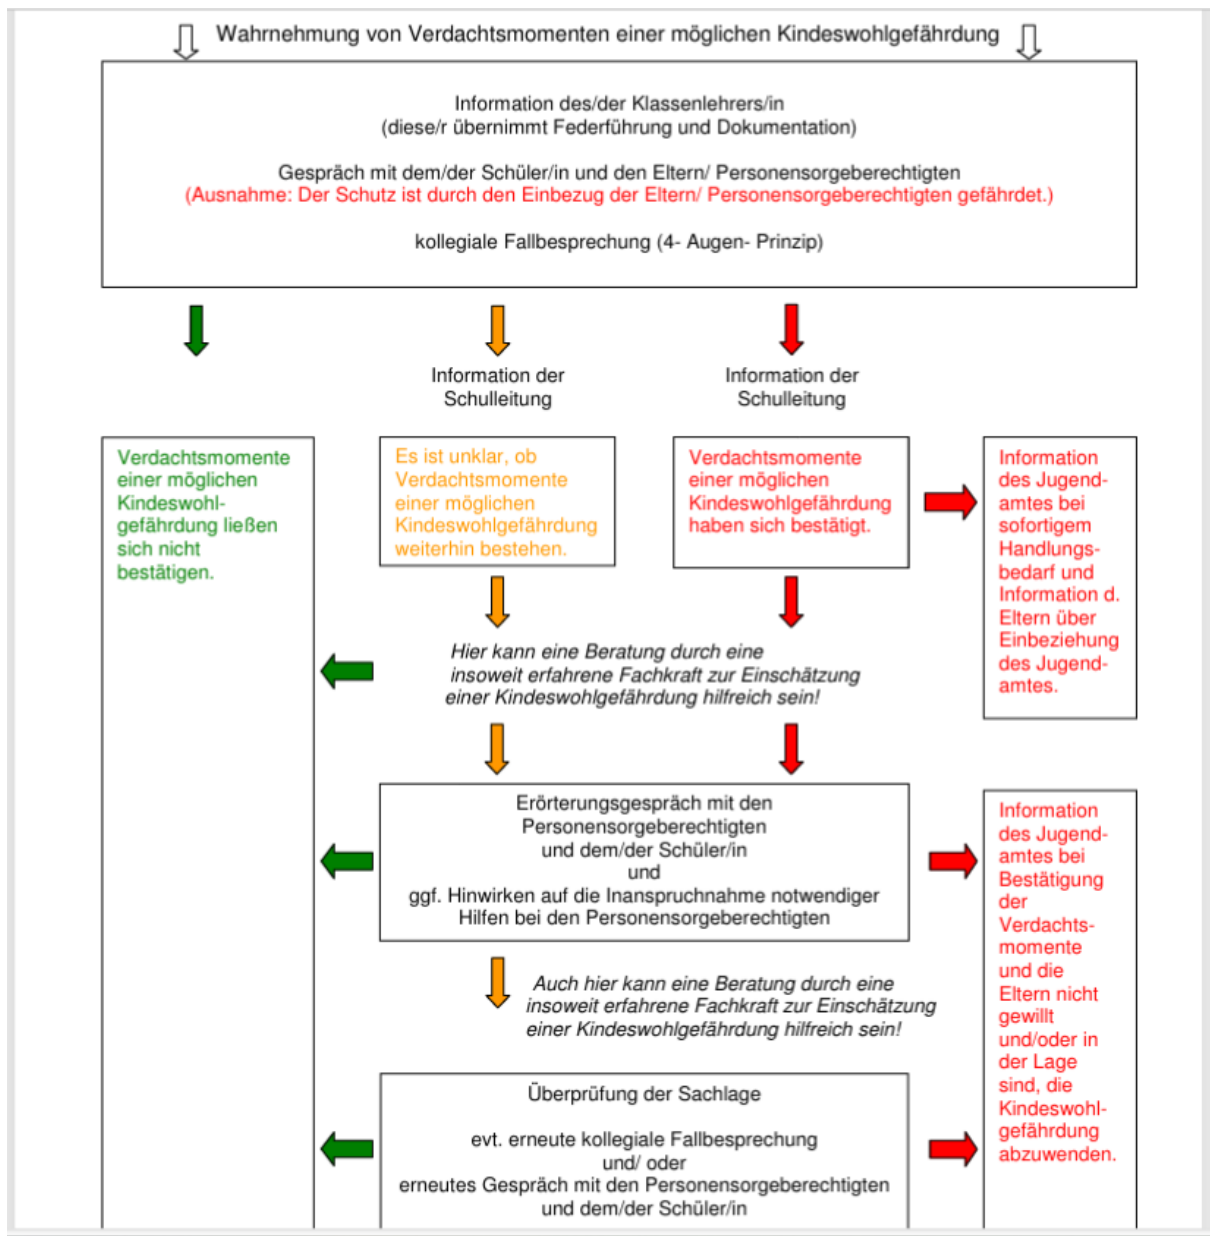 Wahrnehmung von Verdachtsmomenten einer möglichen Kindeswohlgefährdung
Information des/der Klassenlehrers/in
(diese/r übernimmt Federführung und Dokumentation)
Gespräch mit dem/der Schüler/in und den Eltern/ Personensorgeberechtigten
(Ausnahme: Der Schutz ist durch den Einbezug der Eltern/ Personensorgeberechtigten gefährdet.)
kollegiale Fallbesprechung (4- Augen- Prinzip)
Information der
Schulleitung
Information der
Schulleitung
Verdachtsmomente
einer möglichen
Kindeswohl-
gefährdung ließen
sich nicht
bestätigen.
Es ist unklar, ob
Verdachtsmomente
einer möglichen
Kindeswohlgefährdung
weiterhin bestehen.
Verdachtsmomente
einer möglichen
Kindeswohlgefährdung
haben sich bestätigt.
Information
des Jugend-
amtes bei
sofortigem
Handlungs-
bedarf und
Information d.
Eltern über
Einbeziehung
des Jugend-
amtes.
Hier kann eine Beratung durch eine
insoweit erfahrene Fachkraft zur Einschätzung
einer Kindeswohlgefährdung hilfreich sein!
Erörterungsgespräch mit den
Personensorgeberechtigten
und dem/der Schüler/in
und
ggf. Hinwirken auf die Inanspruchnahme notwendiger
Hilfen bei den Personensorgeberechtigten
Information
des Jugend-
amtes bei
Bestätigung
der
Verdachts-
momente
und die
Eltern nicht
gewillt
und/oder in
der Lage
sind, die
Kindeswohl-
gefährdung
abzuwenden.
Auch hier kann eine Beratung durch eine
insoweit erfahrene Fachkraft zur Einschätzung
einer Kindeswohlgefährdung hilfreich sein!
Überprüfung der Sachlage
evt. erneute kollegiale Fallbesprechung
und/ oder
erneutes Gespräch mit den Personensorgeberechtigten
und dem/der Schüler/in